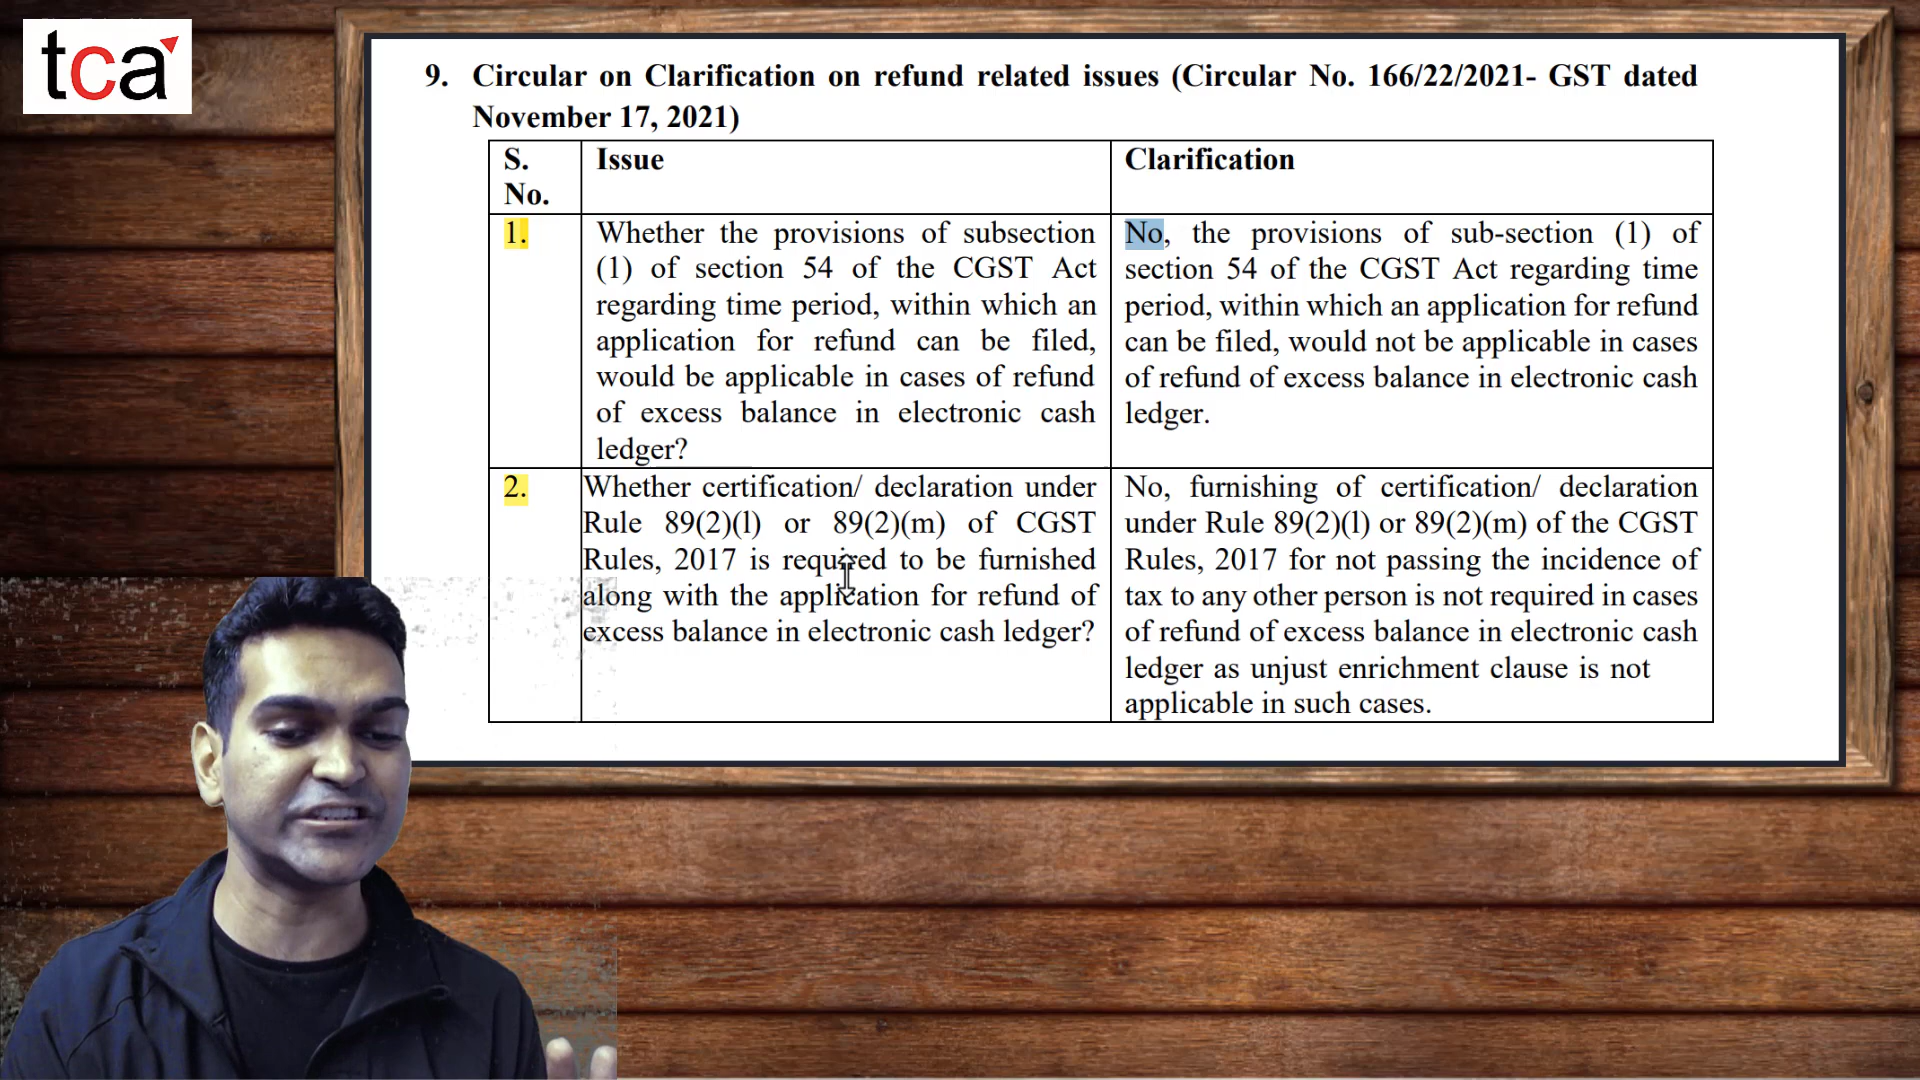 tca
9. Circular on Clarification on refund related issues (Circular No. 166/22/2021- GST dated
November 17, 2021)
S.
No.
Issue
Clarification
1.
Whether the provisions of subsection
(1) of section 54 of the CGST Act
regarding time period, within which an
application for refund can be filed,
would be applicable in cases of refund
of excess balance in electronic cash
ledger?
No, the provisions of sub-section (1) of
section 54 of the CGST Act regarding time
period, within which an application for refund
can be filed, would not be applicable in cases
of refund of excess balance in electronic cash
ledger.
2.
Whether certification/ declaration under
Rule 89(2)(l) or 89(2)(m) of CGST
Rules, 2017 is required to be furnished
along with the application for refund of
excess balance in electronic cash ledger?
No, furnishing of certification/ declaration
under Rule 89(2)(l) or 89(2)(m) of the CGST
Rules, 2017 for not passing the incidence of
tax to any other person is not required in cases
of refund of excess balance in electronic cash
ledger as unjust enrichment clause is not
applicable in such cases.